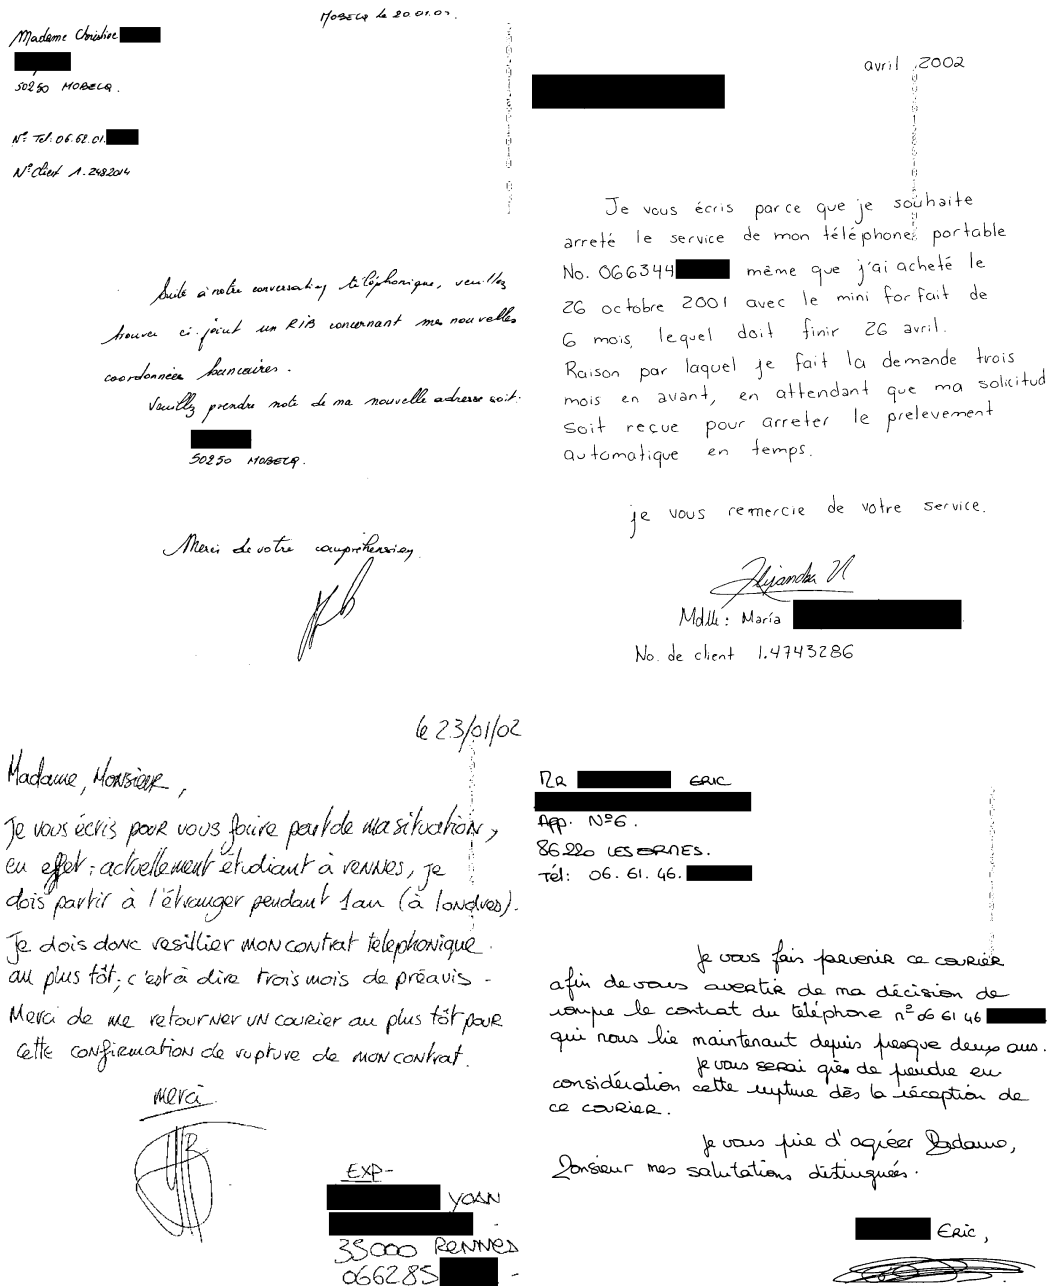 Mobecq le 20.01.02.
Madame Christine
50250 MOBECQ.
N° Tel: 06.62.01.
N° Client 1.2482014
Suite à notre conversation téléphonique, veuillez
trouver ci-joint un RIB concernant mes nouvelles
coordonnées bancaires.
Veuillez prendre note de ma nouvelle adresse soit:
50250 MOBECQ.
Merci de votre compréhension.
avril 2002
Je vous écris parce que je souhaite
arreté le service de mon téléphone portable
No. 066344 même que j'ai acheté le
26 octobre 2001 avec le mini forfait de
6 mois, lequel doit finir 26 avril.
Raison par laquel je fait la demande trois
mois en avant, en attendant que ma solicitud
soit reçue pour arreter le prelevement
automatique en temps.
je vous remercie de votre service.
Alejandra
Mdlle: María
No. de client 1.4743286
le 23/01/02
Madame, Monsieur,
Je vous écris pour vous faire part de ma situation,
en effet, actuellement étudiant à rennes, je
dois partir à l'étranger pendant 1 an (à londres).
Je dois donc resillier mon contrat telephonique
au plus tôt; c'est à dire trois mois de préavis -
Merci de me retourner un courier au plus tôt pour
cette confirmation de rupture de mon contrat.
merci
EXP-
YOAN
35000 RENNES
066285 -
MR ERIC
App. N°6.
86220 LES ORMES.
Tél: 06. 61. 46.
Je vous fais parvenir ce courier
afin de vous avertir de ma décision de
rompre le contrat du téléphone n° 06 61 46
qui nous lie maintenant depuis presque deux ans.
Je vous serai grès de prendre en
considération cette rupture dès la réception de
ce courier.
Je vous prie d'agréer Madame,
Monsieur mes salutations distinguées.
Eric,